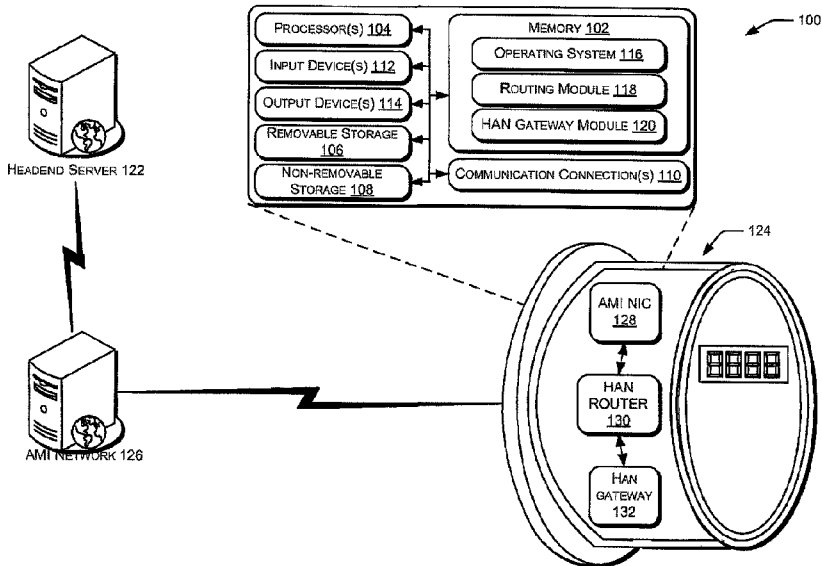 100
PROCESSOR(S) 104
INPUT DEVICE(S) 112
OUTPUT DEVICE(S) 114
REMOVABLE STORAGE
106
NON-REMOVABLE
STORAGE 108
MEMORY 102
OPERATING SYSTEM 116
ROUTING MODULE 118
HAN GATEWAY MODULE 120
COMMUNICATION CONNECTION(S) 110
HEADEND SERVER 122
124
AMI NIC
128
HAN
ROUTER
130
HAN
GATEWAY
132
8888
AMI NETWORK 126